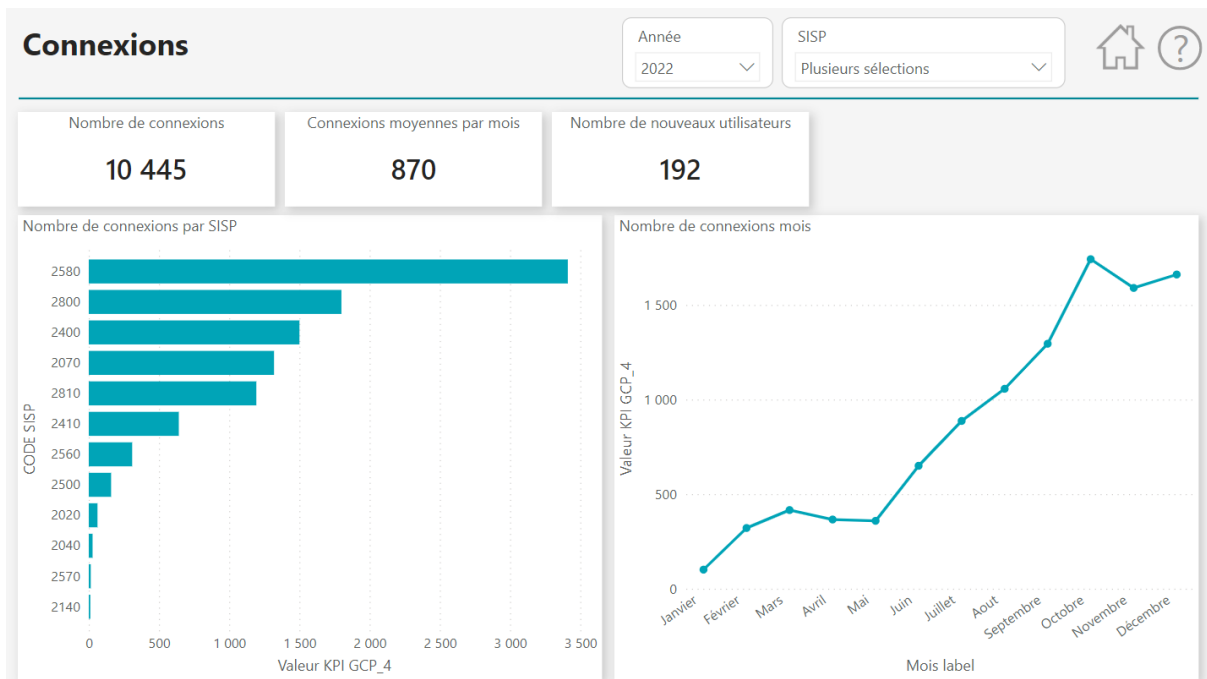 Connexions
Année
2022
SISP
Plusieurs sélections
?
Nombre de connexions
10 445
Connexions moyennes par mois
870
Nombre de nouveaux utilisateurs
192
Nombre de connexions par SISP
CODE SISP
2580
2800
2400
2070
2810
2410
2560
2500
2020
2040
2570
2140
0 500 1 000 1 500 2 000 2 500 3 000 3 500
Valeur KPI GCP_4
Nombre de connexions mois
Valeur KPI GCP_4
1 500
1 000
500
0
Janvier Février Mars Avril Mai Juin Juillet Aout Septembre Octobre Novembre Décembre
Mois label